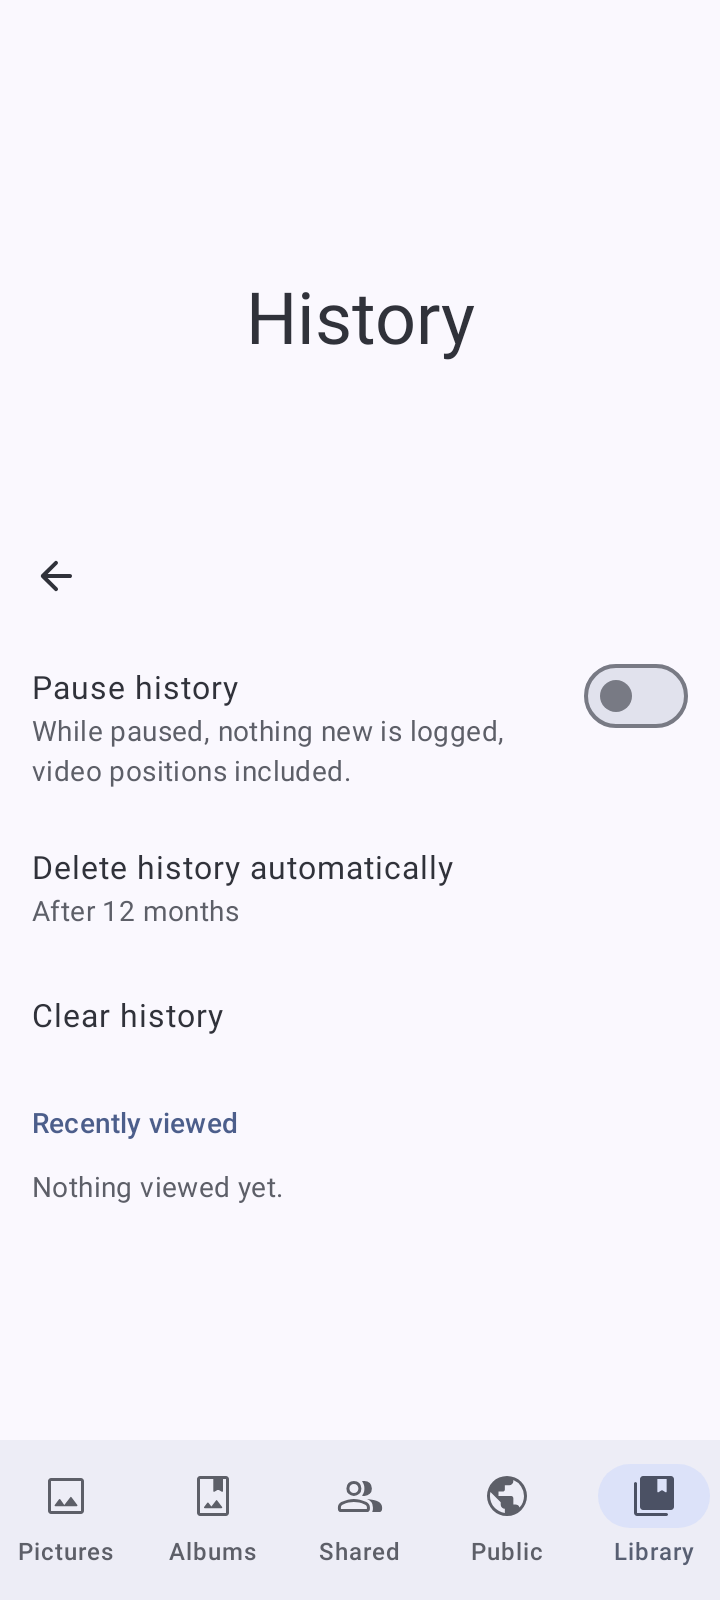 History
Pause history
While paused, nothing new is logged,
video positions included.
Delete history automatically
After 12 months
Clear history
Recently viewed
Nothing viewed yet.
Pictures
Albums
Shared
Public
Library